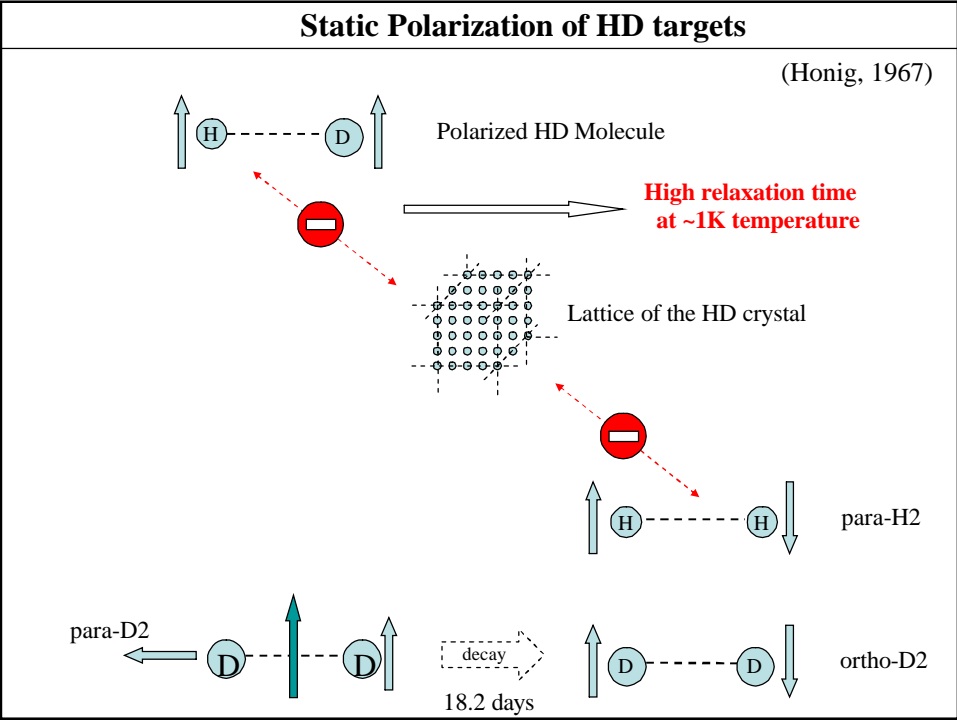 Static Polarization of HD targets
(Honig, 1967)
H
D
Polarized HD Molecule
High relaxation time
at ~1K temperature
Lattice of the HD crystal
H
H
para-H2
para-D2
D
D
decay
18.2 days
D
D
ortho-D2